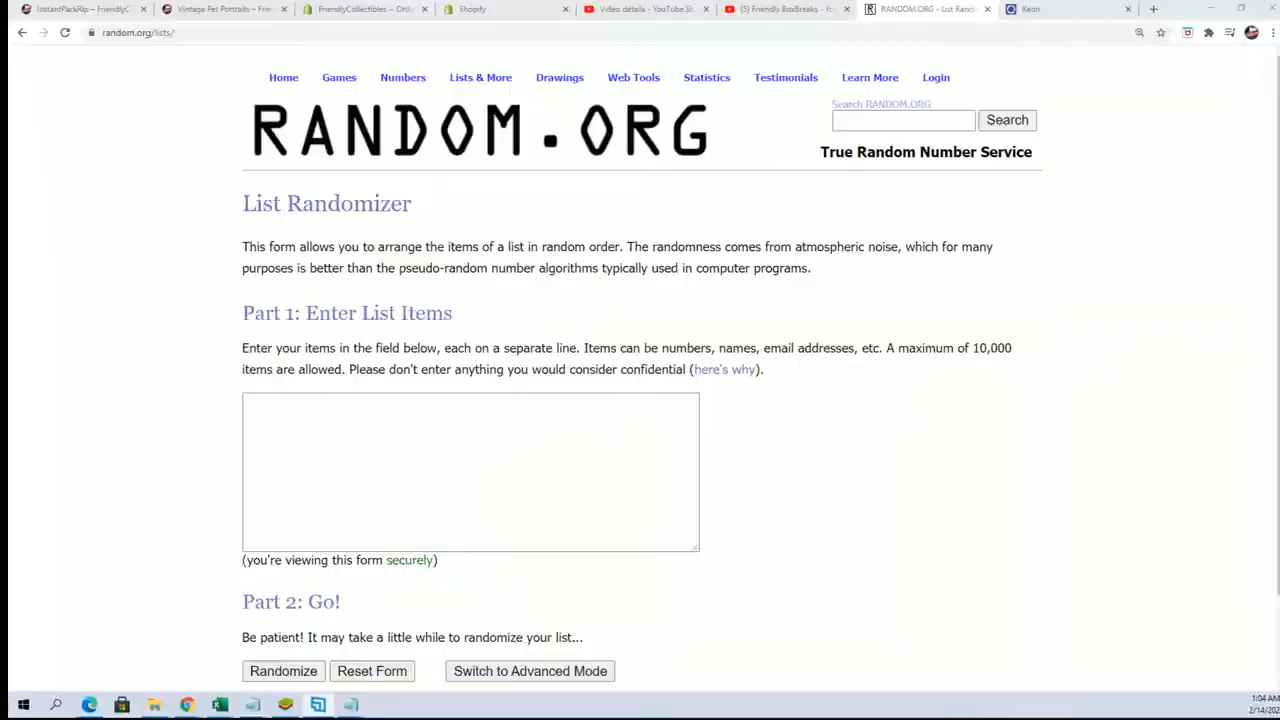 InstantPackRip – FriendlyC
Vintage Pet Portraits – Frie
FriendlyCollectibles – Ord
Shopify
Video details - YouTube St
(5) Friendly BoxBreaks - Yo
RANDOM.ORG - List Rand
Keon
random.org/lists/
Home Games Numbers Lists & More Drawings Web Tools Statistics Testimonials Learn More Login
RANDOM.ORG
Search RANDOM.ORG
Search
True Random Number Service
List Randomizer
This form allows you to arrange the items of a list in random order. The randomness comes from atmospheric noise, which for many
purposes is better than the pseudo-random number algorithms typically used in computer programs.
Part 1: Enter List Items
Enter your items in the field below, each on a separate line. Items can be numbers, names, email addresses, etc. A maximum of 10,000
items are allowed. Please don't enter anything you would consider confidential (here's why).
(you're viewing this form securely)
Part 2: Go!
Be patient! It may take a little while to randomize your list...
Randomize Reset Form Switch to Advanced Mode
1:04 AM
2/14/202